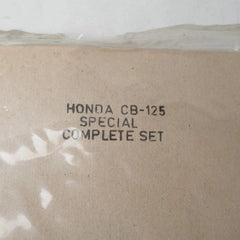 HONDA CB-125
SPECIAL
COMPLETE SET